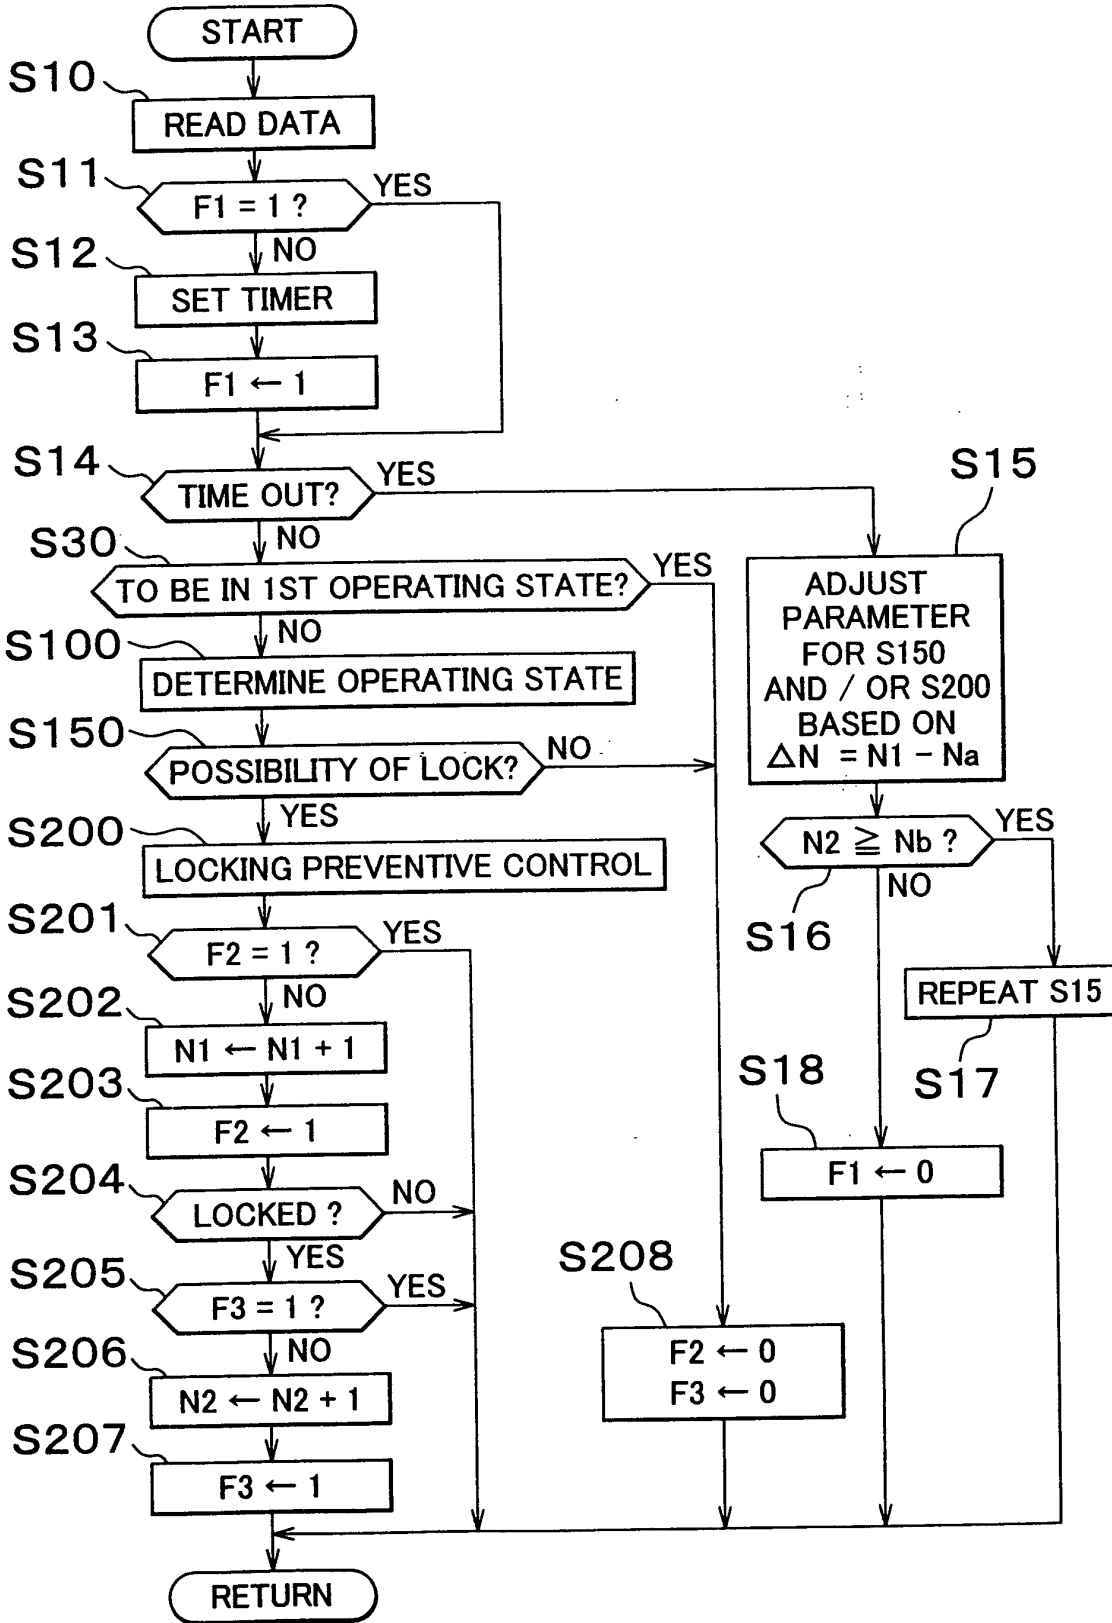 START
S10
READ DATA
S11
F1 = 1 ?
YES
NO
S12
SET TIMER
S13
F1 ← 1
S14
TIME OUT?
YES
NO
S15
ADJUST
PARAMETER
FOR S150
AND / OR S200
BASED ON
△N = N1 - Na
S30
TO BE IN 1ST OPERATING STATE?
YES
NO
S100
DETERMINE OPERATING STATE
S150
POSSIBILITY OF LOCK?
NO
YES
S16
N2 ≧ Nb ?
YES
NO
S200
LOCKING PREVENTIVE CONTROL
S201
F2 = 1 ?
YES
NO
S17
REPEAT S15
S202
N1 ← N1 + 1
S203
F2 ← 1
S18
F1 ← 0
S204
LOCKED ?
NO
YES
S205
F3 = 1 ?
YES
NO
S208
F2 ← 0
F3 ← 0
S206
N2 ← N2 + 1
S207
F3 ← 1
RETURN